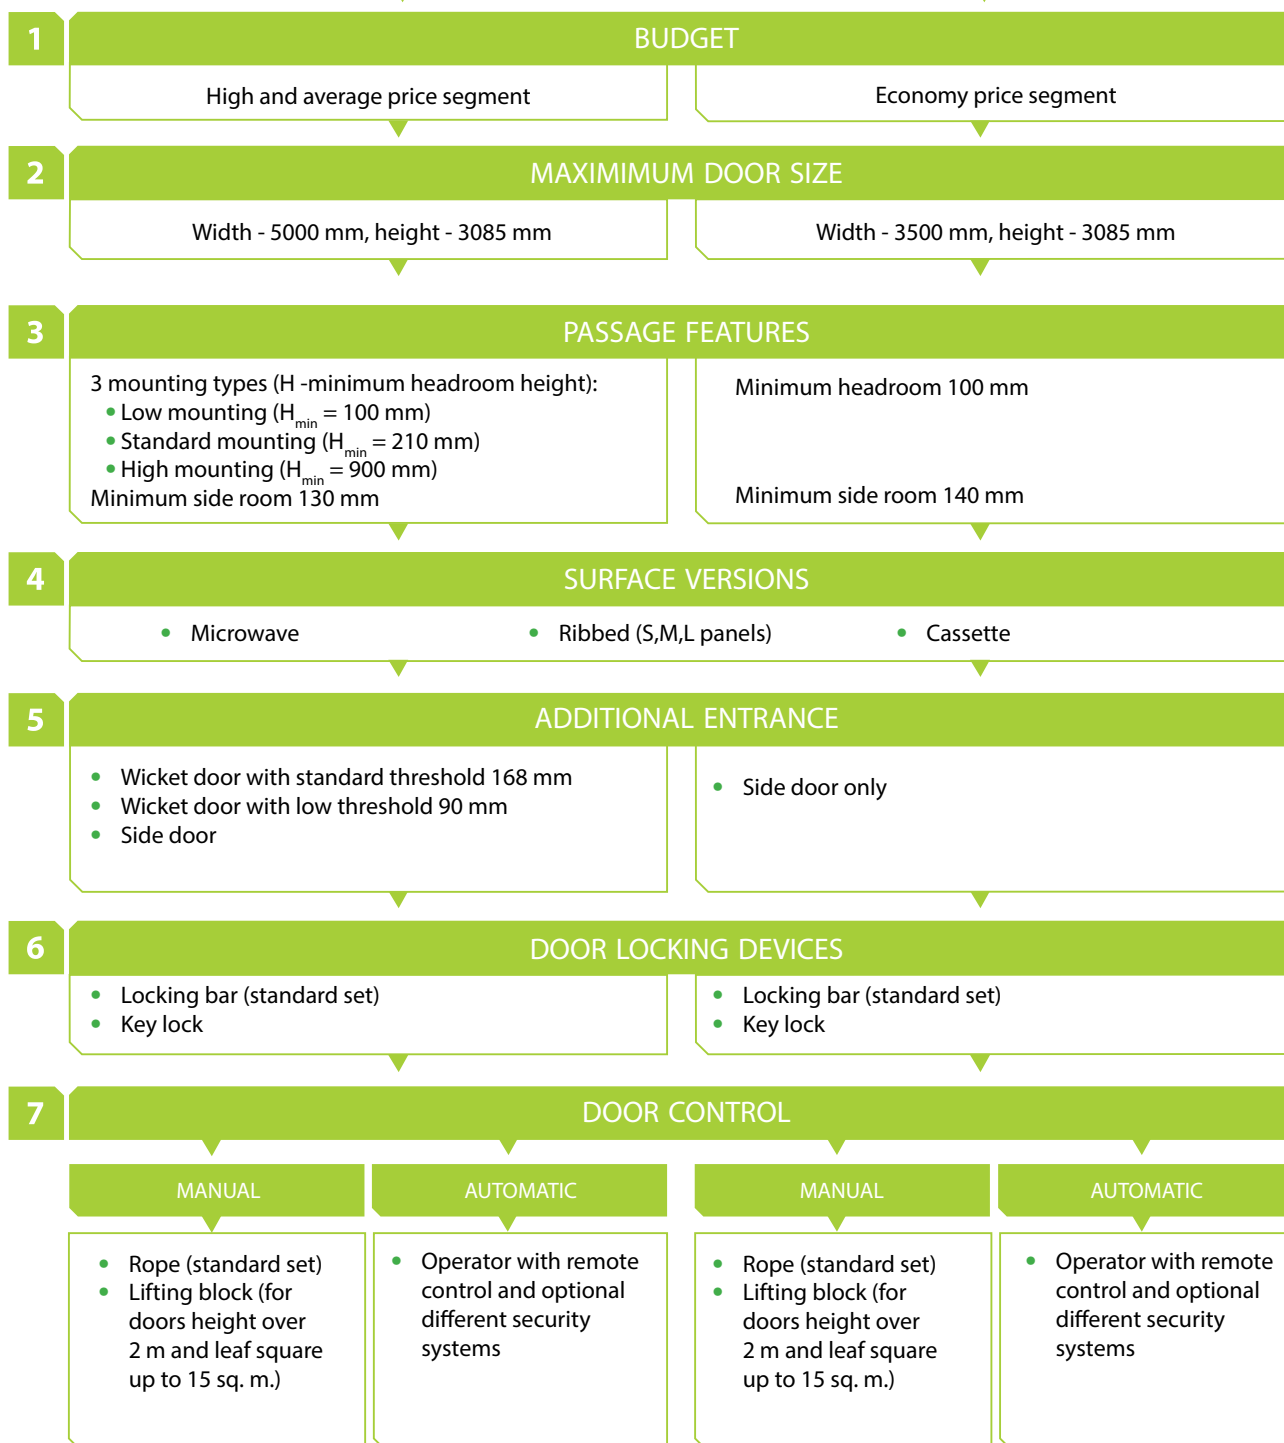 1
BUDGET
High and average price segment
Economy price segment
2
MAXIMIMUM DOOR SIZE
Width - 5000 mm, height - 3085 mm
Width - 3500 mm, height - 3085 mm
3
PASSAGE FEATURES
3 mounting types (H -minimum headroom height):
• Low mounting (Hmin = 100 mm)
• Standard mounting (Hmin = 210 mm)
• High mounting (Hmin = 900 mm)
Minimum side room 130 mm
Minimum headroom 100 mm
Minimum side room 140 mm
4
SURFACE VERSIONS
• Microwave
• Ribbed (S,M,L panels)
• Cassette
5
ADDITIONAL ENTRANCE
• Wicket door with standard threshold 168 mm
• Wicket door with low threshold 90 mm
• Side door
• Side door only
6
DOOR LOCKING DEVICES
• Locking bar (standard set)
• Key lock
• Locking bar (standard set)
• Key lock
7
DOOR CONTROL
MANUAL
• Rope (standard set)
• Lifting block (for
doors height over
2 m and leaf square
up to 15 sq. m.)
AUTOMATIC
• Operator with remote
control and optional
different security
systems
MANUAL
• Rope (standard set)
• Lifting block (for
doors height over
2 m and leaf square
up to 15 sq. m.)
AUTOMATIC
• Operator with remote
control and optional
different security
systems